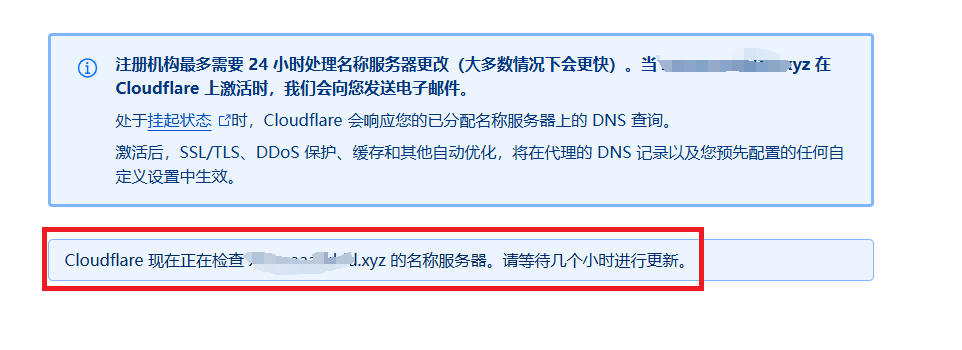 注册机构最多需要 24 小时处理名称服务器更改（大多数情况下会更快）。当 .xyz 在
Cloudflare 上激活时，我们会向您发送电子邮件。
处于挂起状态时，Cloudflare 会响应您的已分配名称服务器上的 DNS 查询。
激活后，SSL/TLS、DDoS 保护、缓存和其他自动优化，将在代理的 DNS 记录以及您预先配置的任何自
定义设置中生效。
Cloudflare 现在正在检查 .xyz 的名称服务器。请等待几个小时进行更新。